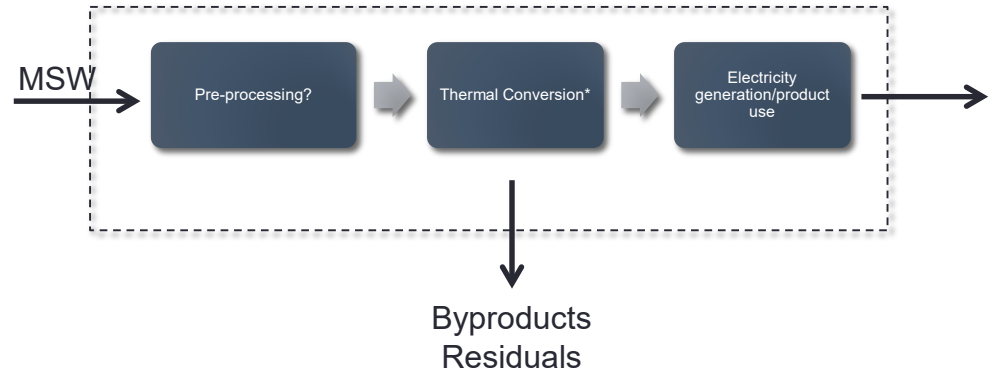 MSW
Pre-processing?
Thermal Conversion*
Electricity
generation/product
use
Byproducts
Residuals